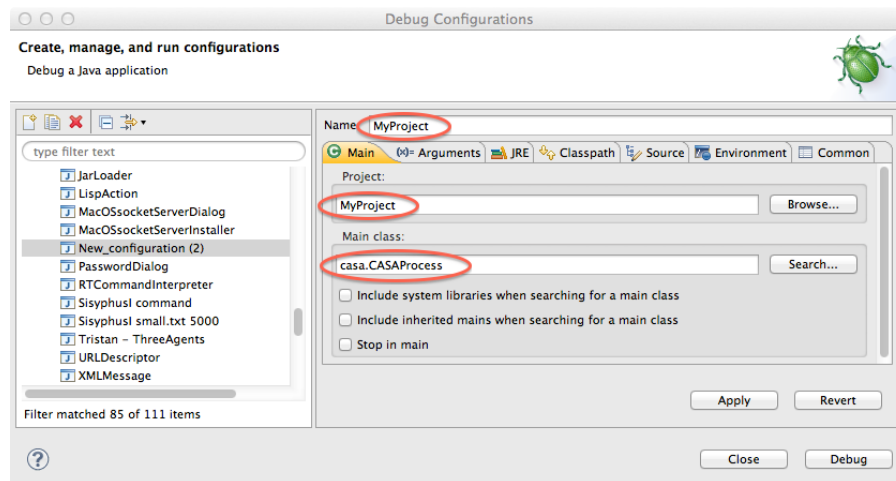 Debug Configurations
Create, manage, and run configurations
Debug a Java application
type filter text
JarLoader
LispAction
MacOSsocketServerDialog
MacOSsocketServerInstaller
New_configuration (2)
PasswordDialog
RTCommandInterpreter
SisyphusI command
SisyphusI small.txt 5000
Tristan - ThreeAgents
URLDescriptor
XMLMessage
Filter matched 85 of 111 items
Name: MyProject
Main (x)= Arguments JRE Classpath Source Environment Common
Project:
MyProject Browse...
Main class:
casa.CASAProcess Search...
Include system libraries when searching for a main class
Include inherited mains when searching for a main class
Stop in main
Apply Revert
? Close Debug